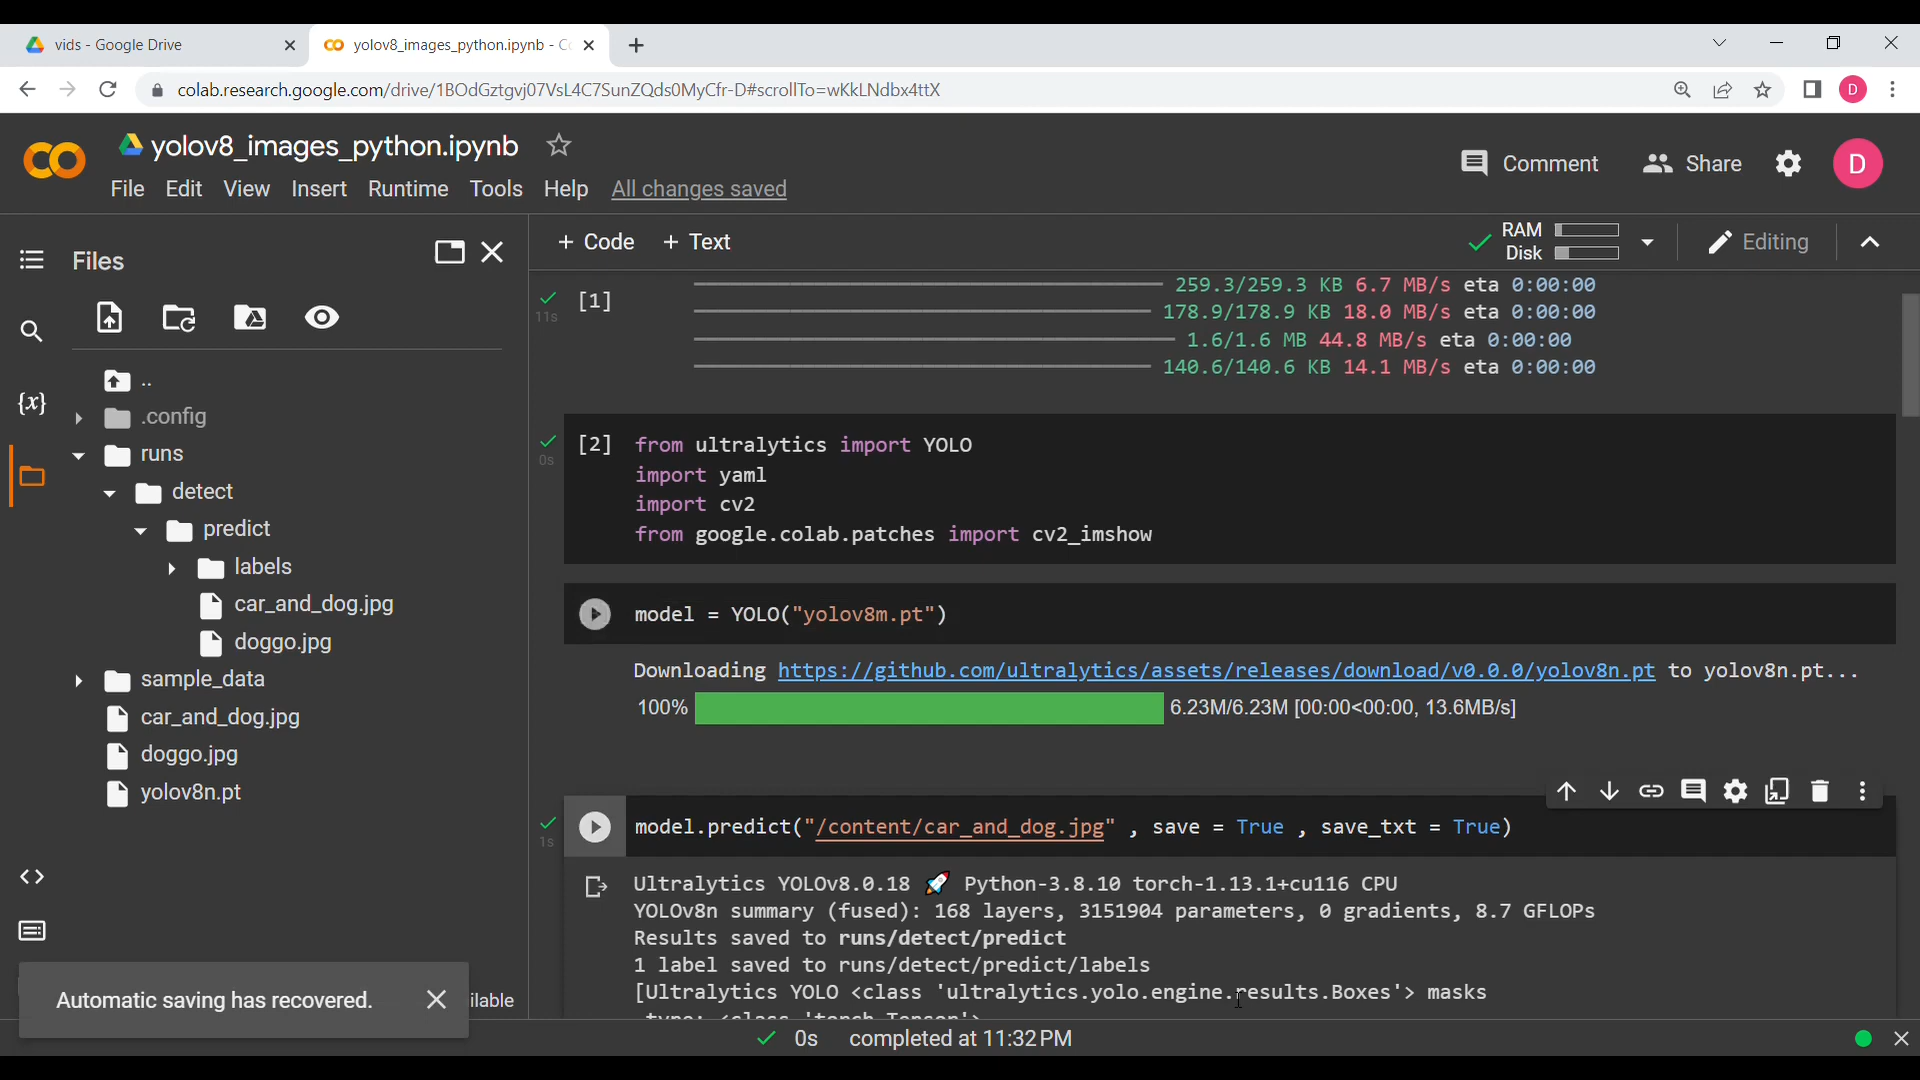 vids - Google Drive
yolov8_images_python.ipynb - C
colab.research.google.com/drive/1BOdGztgvj07VsL4C7SunZQds0MyCfr-D#scrollTo=wKkLNdbx4ttX
D
yolov8_images_python.ipynb
Comment
Share
D
File Edit View Insert Runtime Tools Help All changes saved
Files
+ Code + Text
RAM
Disk
Editing
..
.config
runs
detect
predict
labels
car_and_dog.jpg
doggo.jpg
sample_data
car_and_dog.jpg
doggo.jpg
yolov8n.pt
{x}
<>
Automatic saving has recovered.
ilable
11s
[1]
259.3/259.3 KB 6.7 MB/s eta 0:00:00
178.9/178.9 KB 18.0 MB/s eta 0:00:00
1.6/1.6 MB 44.8 MB/s eta 0:00:00
140.6/140.6 KB 14.1 MB/s eta 0:00:00
0s
[2] from ultralytics import YOLO
import yaml
import cv2
from google.colab.patches import cv2_imshow
model = YOLO("yolov8m.pt")
Downloading https://github.com/ultralytics/assets/releases/download/v0.0.0/yolov8n.pt to yolov8n.pt...
100% 6.23M/6.23M [00:00<00:00, 13.6MB/s]
1s
model.predict("/content/car_and_dog.jpg" , save = True , save_txt = True)
Ultralytics YOLOv8.0.18 🚀 Python-3.8.10 torch-1.13.1+cu116 CPU
YOLOv8n summary (fused): 168 layers, 3151904 parameters, 0 gradients, 8.7 GFLOPs
Results saved to runs/detect/predict
1 label saved to runs/detect/predict/labels
[Ultralytics YOLO <class 'ultralytics.yolo.engine.results.Boxes'> masks
type: <class 'torch.Tensor'>
0s completed at 11:32 PM